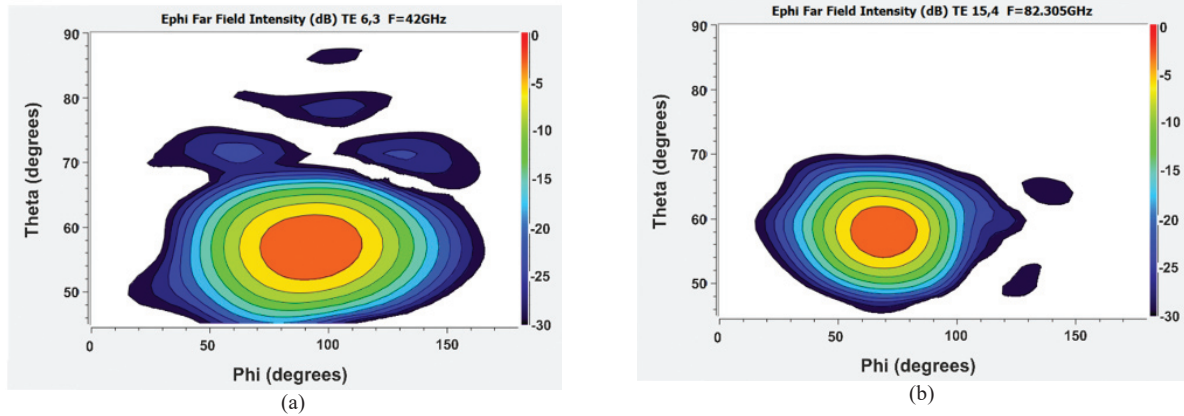 Ephi Far Field Intensity (dB) TE 6,3 F=42GHz
90
80
70
60
50
Theta (degrees)
0 50 100 150
Phi (degrees)
0
-5
-10
-15
-20
-25
-30
(a)
Ephi Far Field Intensity (dB) TE 15,4 F=82.305GHz
90
80
70
60
50
Theta (degrees)
0 50 100 150
Phi (degrees)
0
-5
-10
-15
-20
-25
-30
(b)